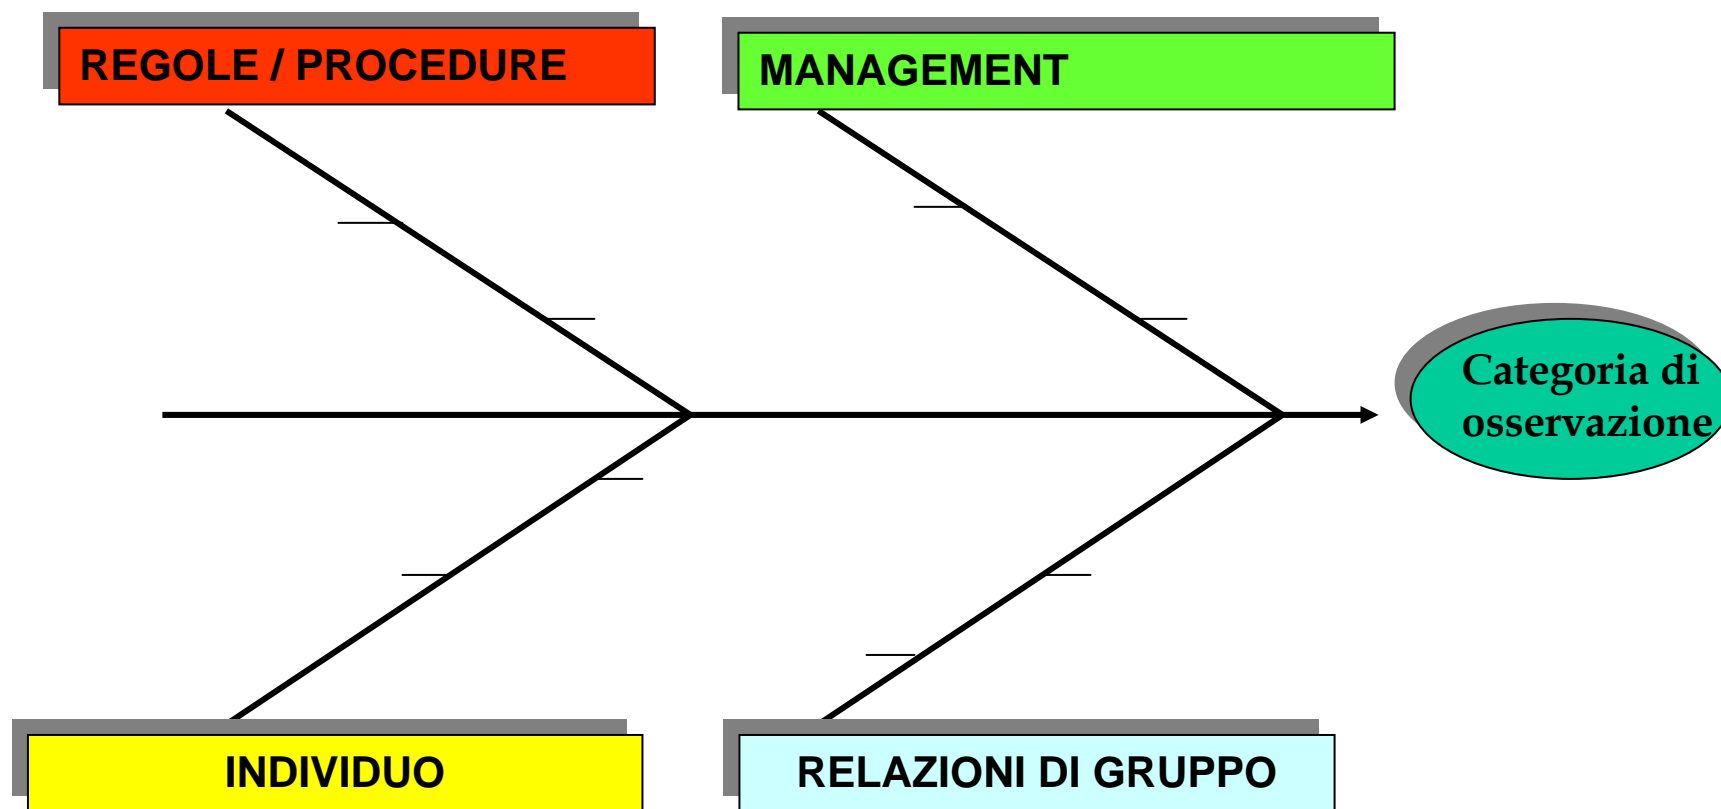 REGOLE / PROCEDURE
MANAGEMENT
Categoria di
osservazione
INDIVIDUO
RELAZIONI DI GRUPPO